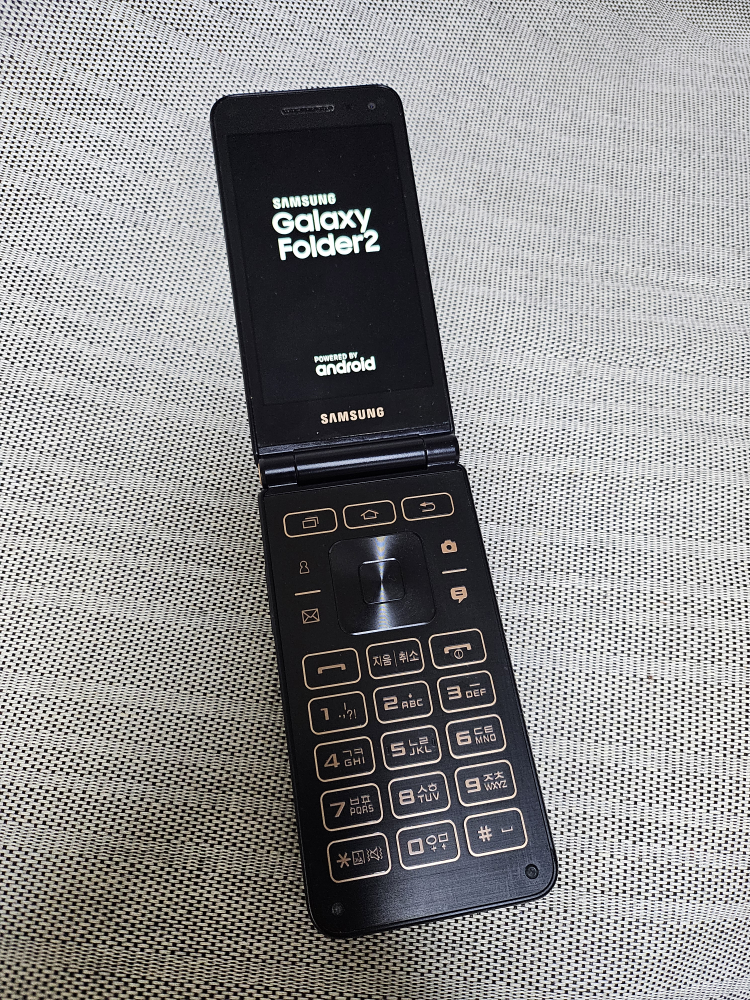 SAMSUNG
Galaxy
Folder2
POWERED BY
android
SAMSUNG
지움 취소
1 ㅣ .,?!
2 ㆍ ABC
3 ㅡ DEF
4 ㄱㅋ GHI
5 ㄴㄹ JKL
6 ㄷㅌ MNO
7 ㅂㅍ PQRS
8 ㅅㅎ TUV
9 ㅈㅊ WXYZ
*
0 ㅇㅁ +
#